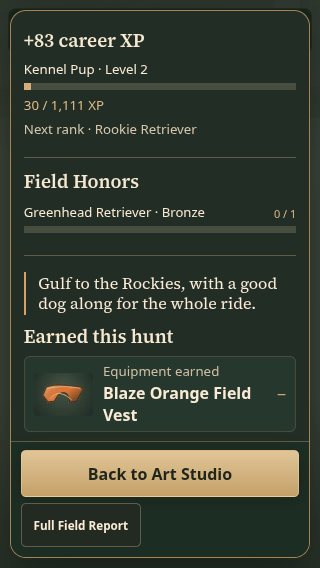 +83 career XP
Kennel Pup · Level 2
30 / 1,111 XP
Next rank · Rookie Retriever
Field Honors
Greenhead Retriever · Bronze 0 / 1
Gulf to the Rockies, with a good
dog along for the whole ride.
Earned this hunt
Equipment earned
Blaze Orange Field –
Vest
Back to Art Studio
Full Field Report